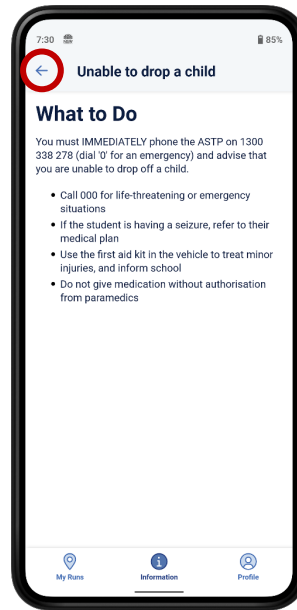 7:30
85%
Unable to drop a child
What to Do
You must IMMEDIATELY phone the ASTP on 1300
338 278 (dial '0' for an emergency) and advise that
you are unable to drop off a child.
• Call 000 for life-threatening or emergency
situations
• If the student is having a seizure, refer to their
medical plan
• Use the first aid kit in the vehicle to treat minor
injuries, and inform school
• Do not give medication without authorisation
from paramedics
My Runs
Information
Profile